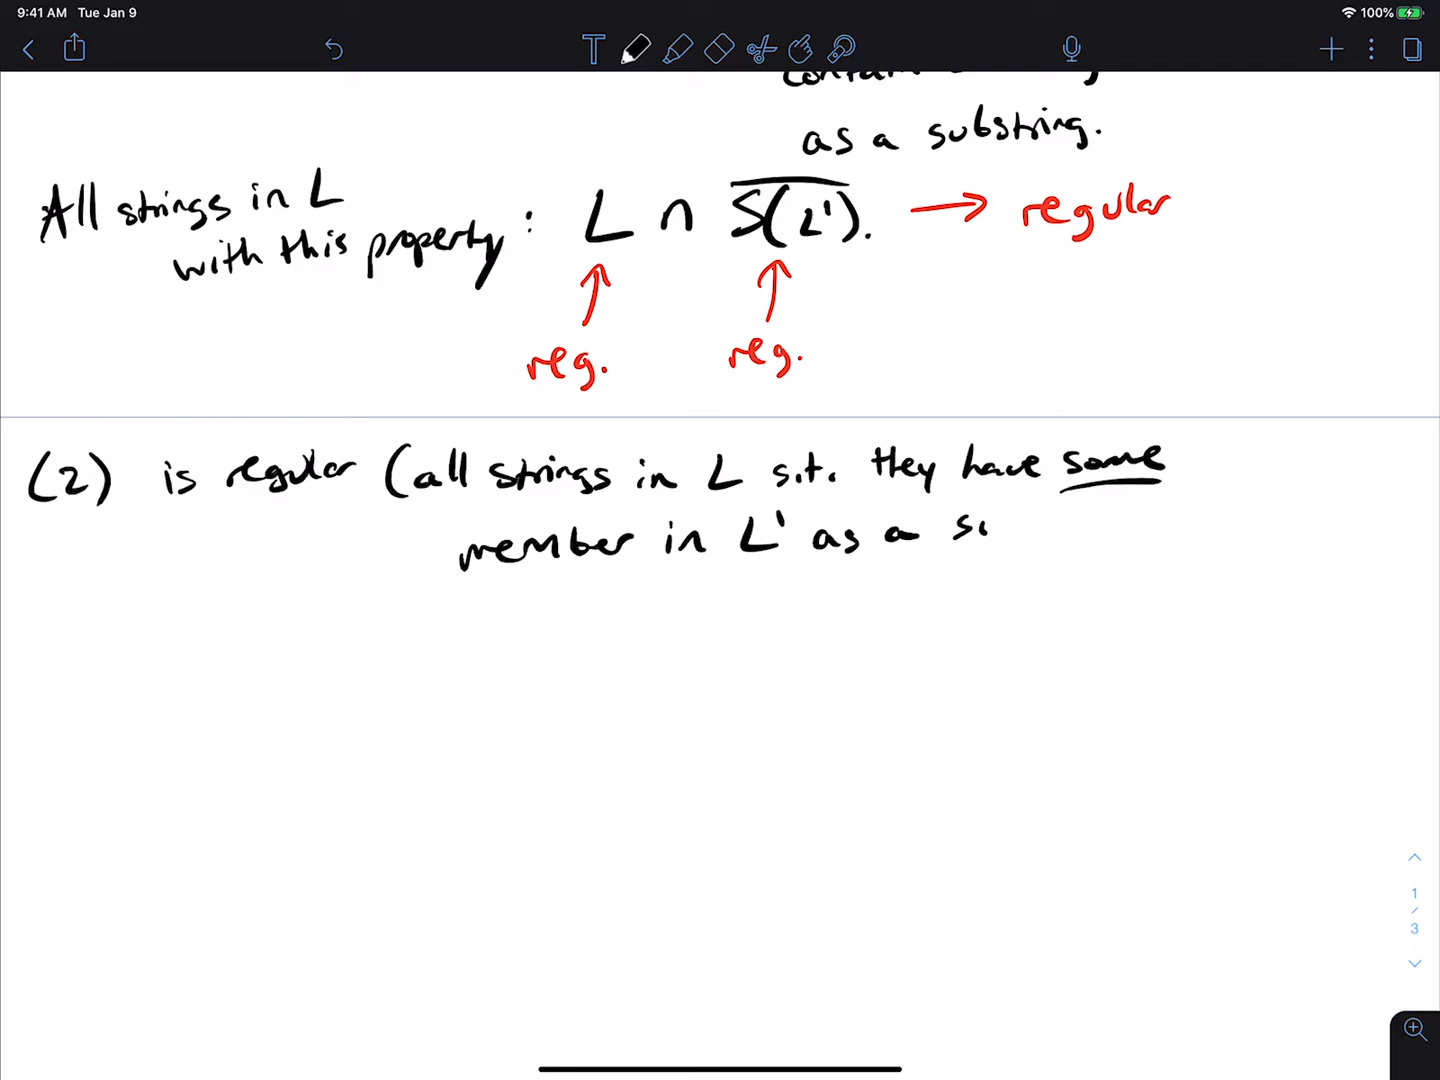 9:41 AM Tue Jan 9
100%
as a substring.
All strings in L
with this property : L ∩ S̅(̅L̅'̅)̅. → regular
reg. reg.
(2) is regular (all strings in L s.t. they have some
member in L' as a
1
/
3